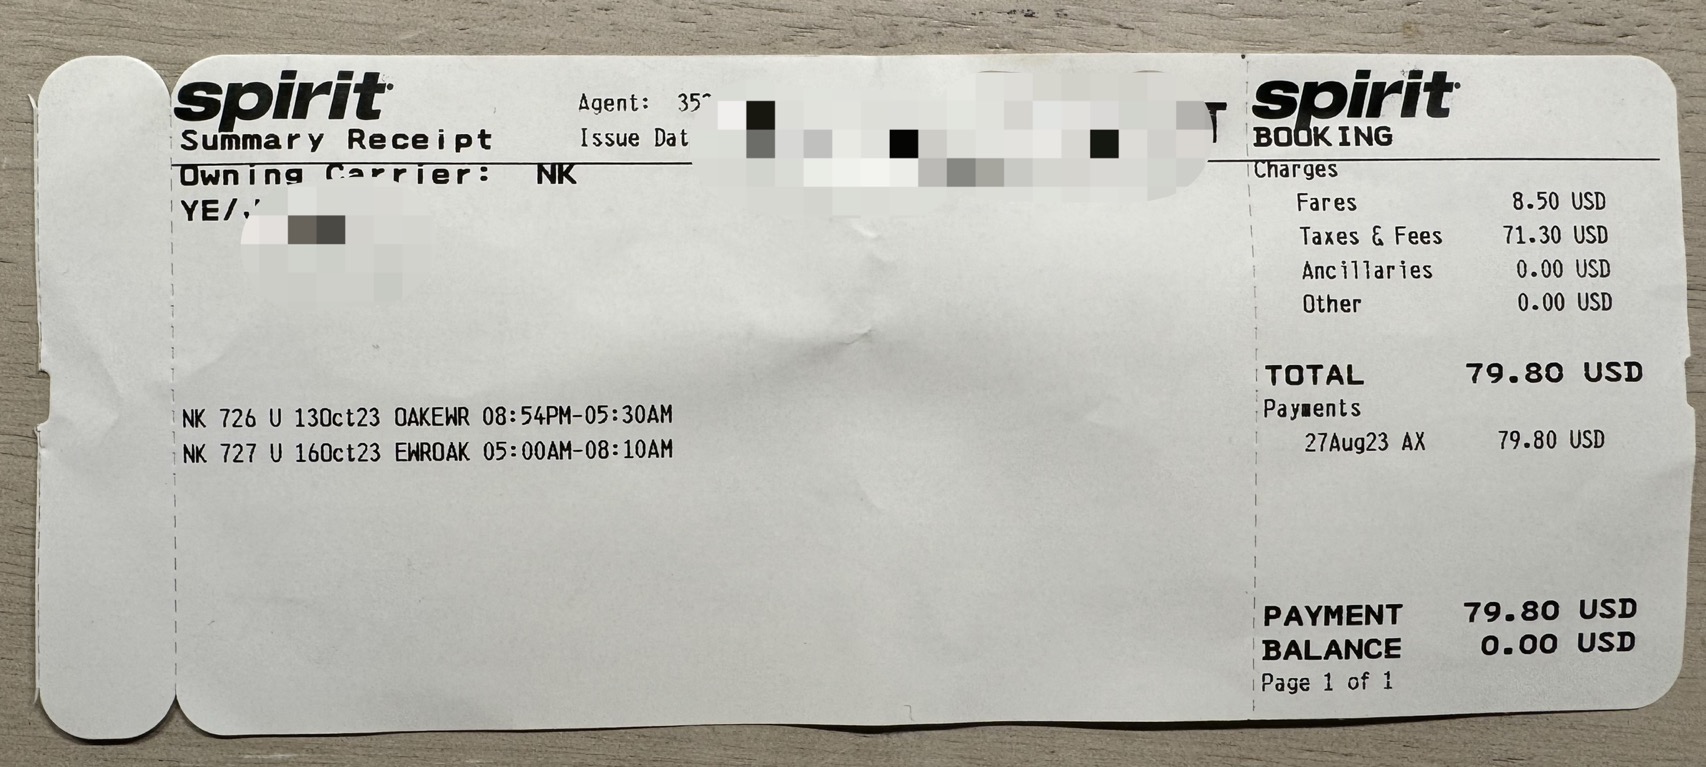 spirit
Summary Receipt
Agent: 35
Issue Dat
Owning Carrier: NK
YE/
NK 726 U 13Oct23 OAKEWR 08:54PM-05:30AM
NK 727 U 16Oct23 EWROAK 05:00AM-08:10AM
spirit
BOOKING
Charges
Fares 8.50 USD
Taxes & Fees 71.30 USD
Ancillaries 0.00 USD
Other 0.00 USD
TOTAL 79.80 USD
Payments
27Aug23 AX 79.80 USD
PAYMENT 79.80 USD
BALANCE 0.00 USD
Page 1 of 1